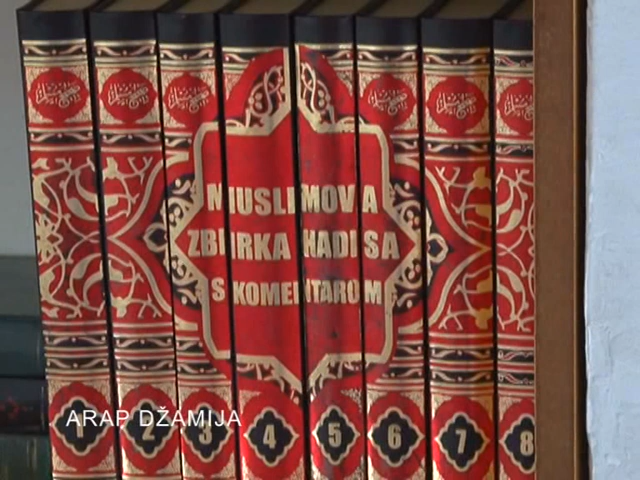 MUSLIMOVA
ZBIRKA HADISA
S KOMENTAROM
ARAP DŽAMIJA
1 2 3 4 5 6 7 8